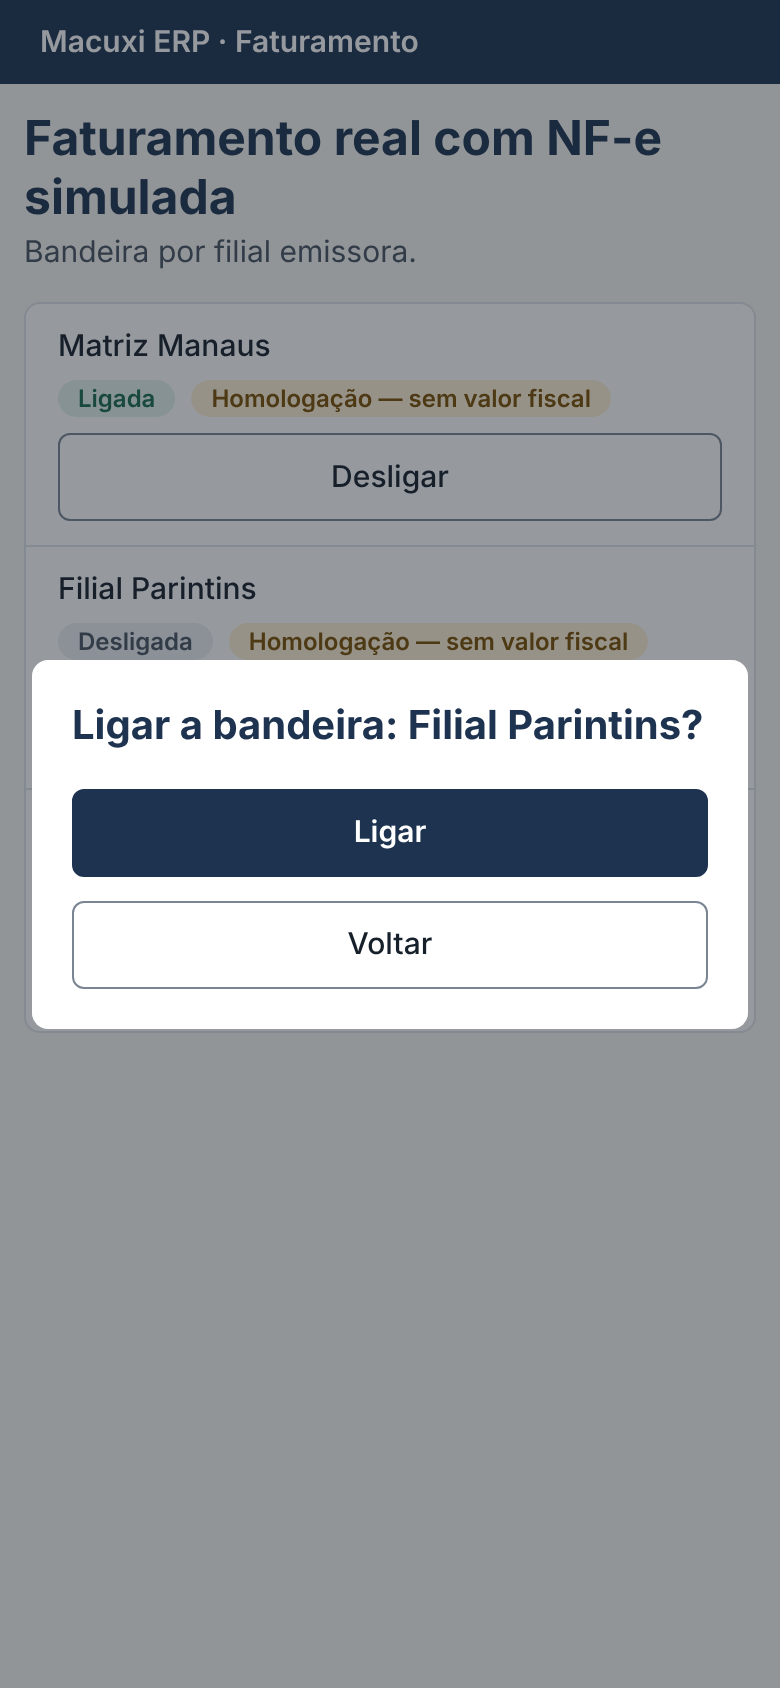 Macuxi ERP · Faturamento
Faturamento real com NF-e
simulada
Bandeira por filial emissora.
Matriz Manaus
Ligada
Homologação — sem valor fiscal
Desligar
Filial Parintins
Desligada
Homologação — sem valor fiscal
Ligar a bandeira: Filial Parintins?
Ligar
Voltar